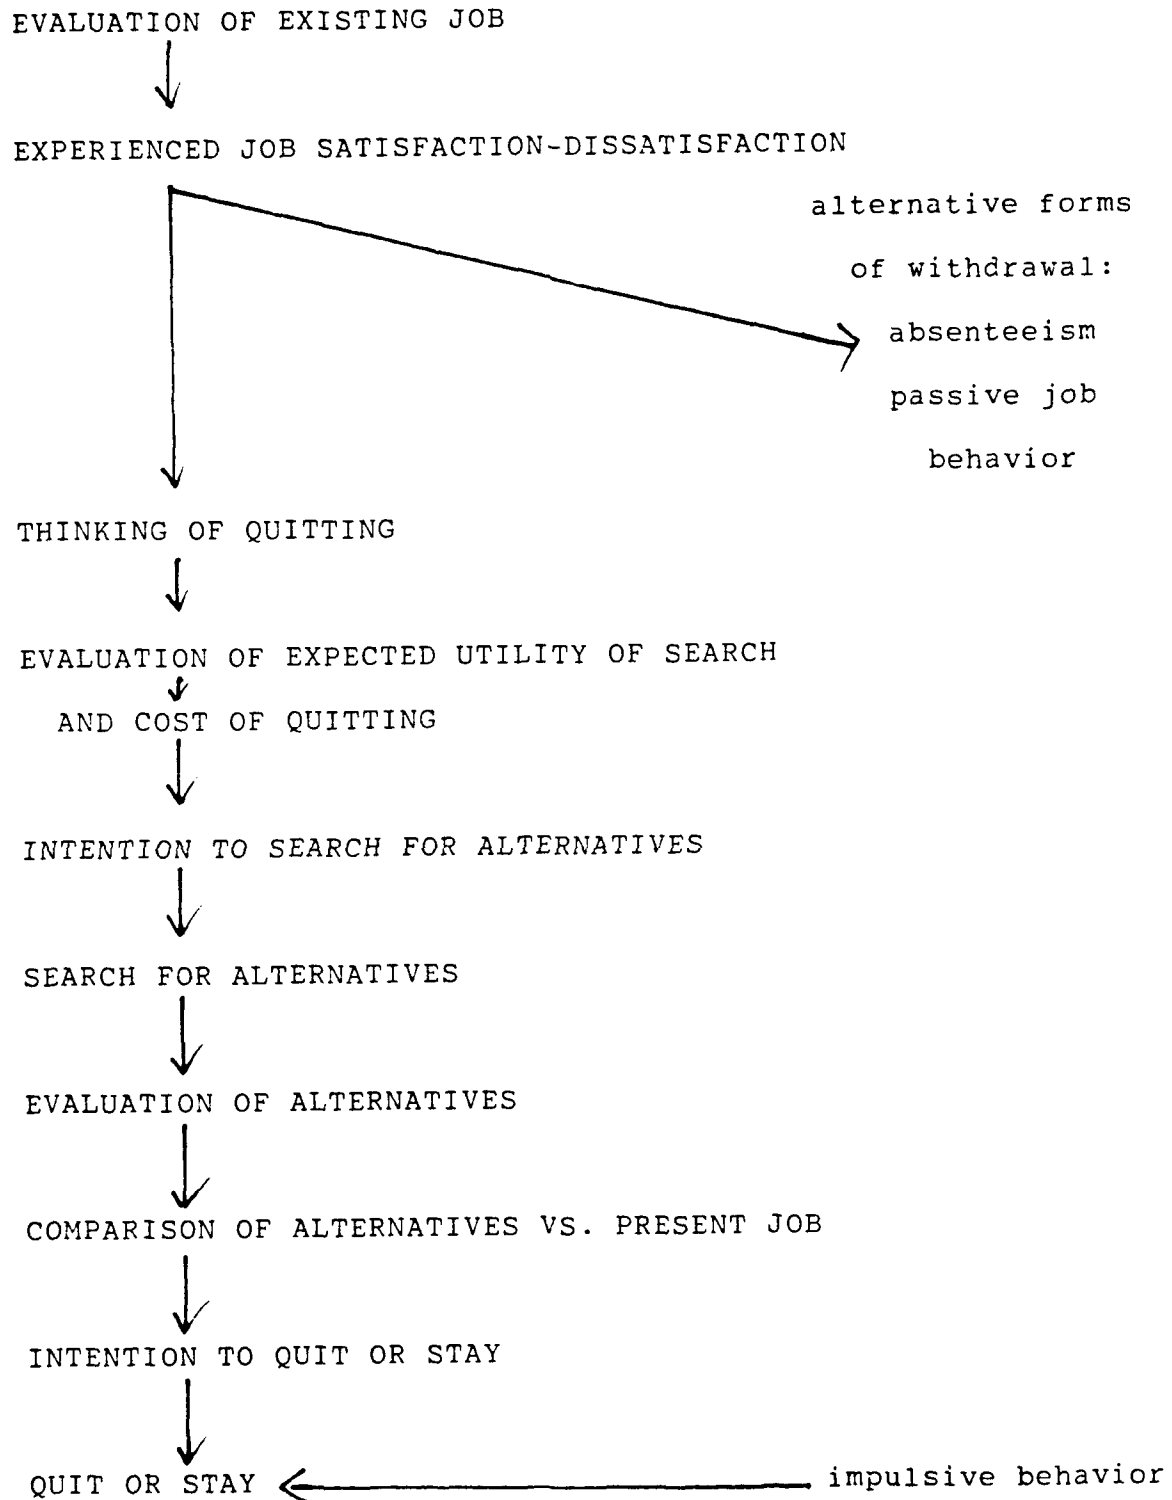 EVALUATION OF EXISTING JOB
EXPERIENCED JOB SATISFACTION-DISSATISFACTION
alternative forms
of withdrawal:
absenteeism
passive job
behavior
THINKING OF QUITTING
EVALUATION OF EXPECTED UTILITY OF SEARCH
AND COST OF QUITTING
INTENTION TO SEARCH FOR ALTERNATIVES
SEARCH FOR ALTERNATIVES
EVALUATION OF ALTERNATIVES
COMPARISON OF ALTERNATIVES VS. PRESENT JOB
INTENTION TO QUIT OR STAY
QUIT OR STAY
impulsive behavior